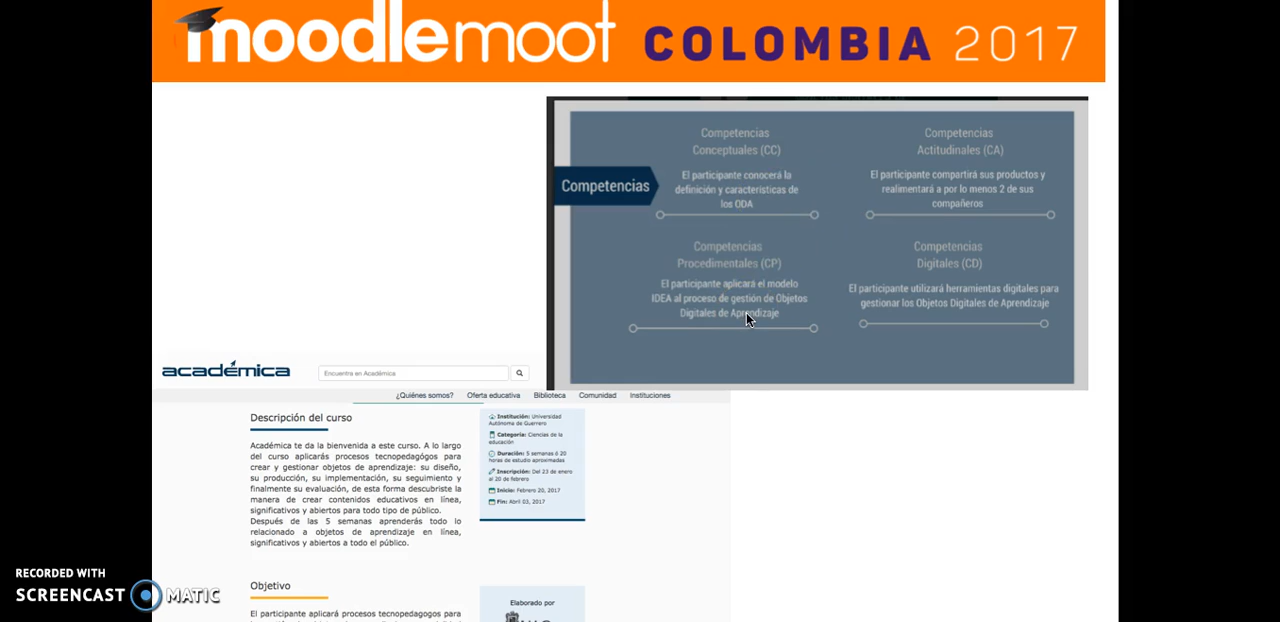 moodlemoot COLOMBIA 2017
Competencias
Competencias
Conceptuales (CC)
El participante conocerá la
definición y características de
los ODA
Competencias
Actitudinales (CA)
El participante compartirá sus productos y
realimentará a por lo menos 2 de sus
compañeros
Competencias
Procedimentales (CP)
El participante aplicará el modelo
IDEA al proceso de gestión de Objetos
Digitales de Aprendizaje
Competencias
Digitales (CD)
El participante utilizará herramientas digitales para
gestionar los Objetos Digitales de Aprendizaje
académica
Encuentra en Académica
¿Quiénes somos? Oferta educativa Biblioteca Comunidad Instituciones
Descripción del curso
Académica te da la bienvenida a este curso. A lo largo
del curso aplicarás procesos tecnopedagógos para
crear y gestionar objetos de aprendizaje: su diseño,
su producción, su implementación, su seguimiento y
finalmente su evaluación, de esta forma descubriste la
manera de crear contenidos educativos en línea,
significativos y abiertos para todo tipo de público.
Después de las 5 semanas aprenderás todo lo
relacionado a objetos de aprendizaje en línea,
significativos y abiertos a todo el público.
Institución: Universidad
Autónoma de Guerrero
Categoría: Ciencias de la
educación
Duración: 5 semanas ó 20
horas de estudio aproximadas
Inscripción: Del 23 de enero
al 20 de febrero
Inicio: Febrero 20, 2017
Fin: Abril 03, 2017
Objetivo
El participante aplicará procesos tecnopedagógos para
Elaborado por
RECORDED WITH
SCREENCAST MATIC